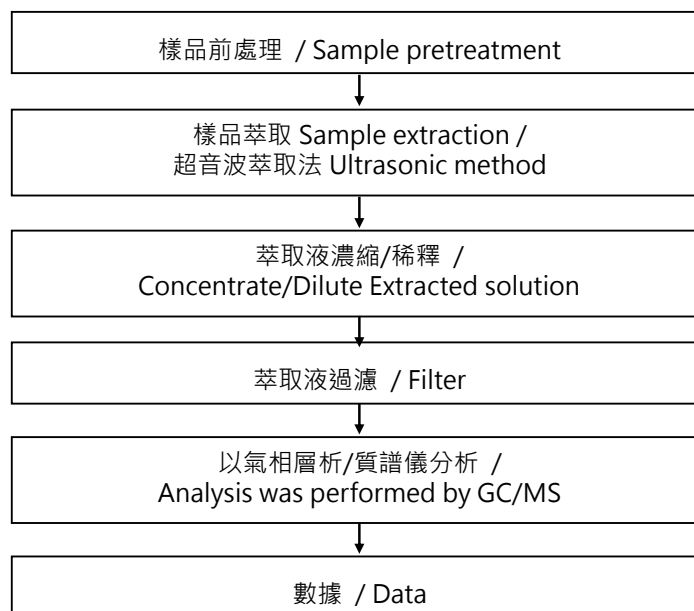 樣品前處理 / Sample pretreatment
樣品萃取 Sample extraction /
超音波萃取法 Ultrasonic method
萃取液濃縮/稀釋 /
Concentrate/Dilute Extracted solution
萃取液過濾 / Filter
以氣相層析/質譜儀分析 /
Analysis was performed by GC/MS
數據 / Data